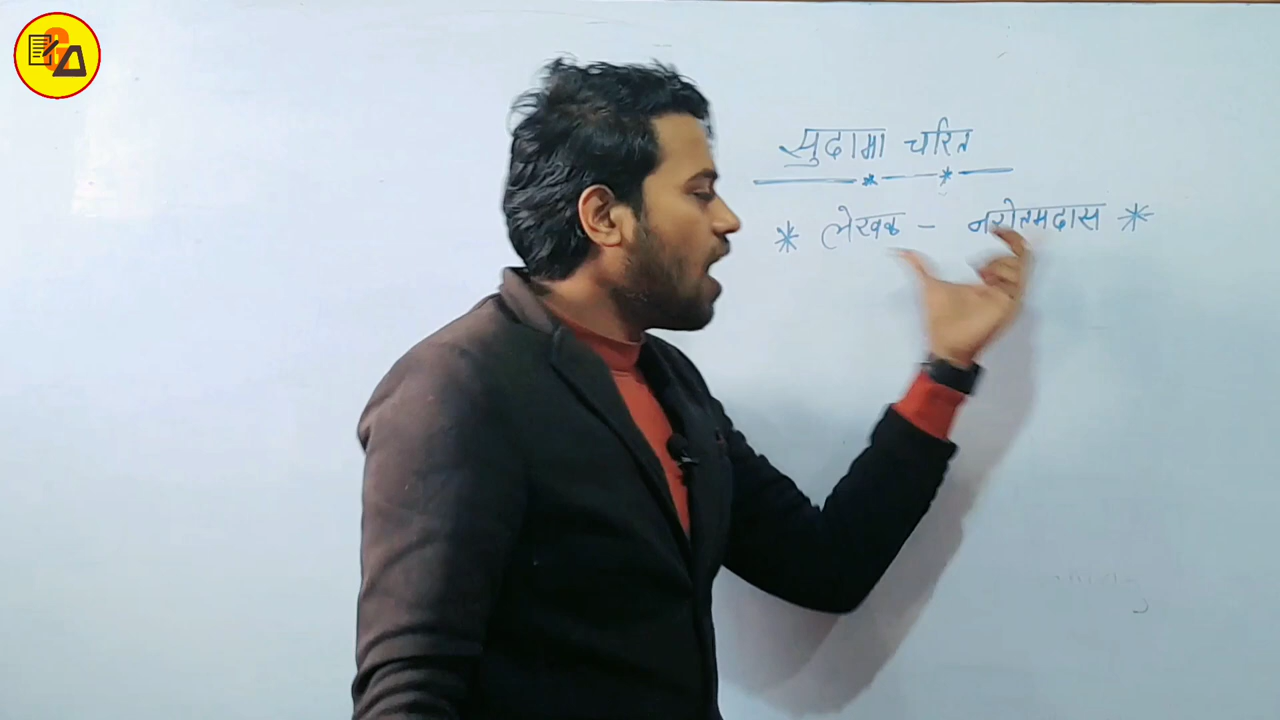 सुदामा चरित
* लेखक - नरोतमदास *